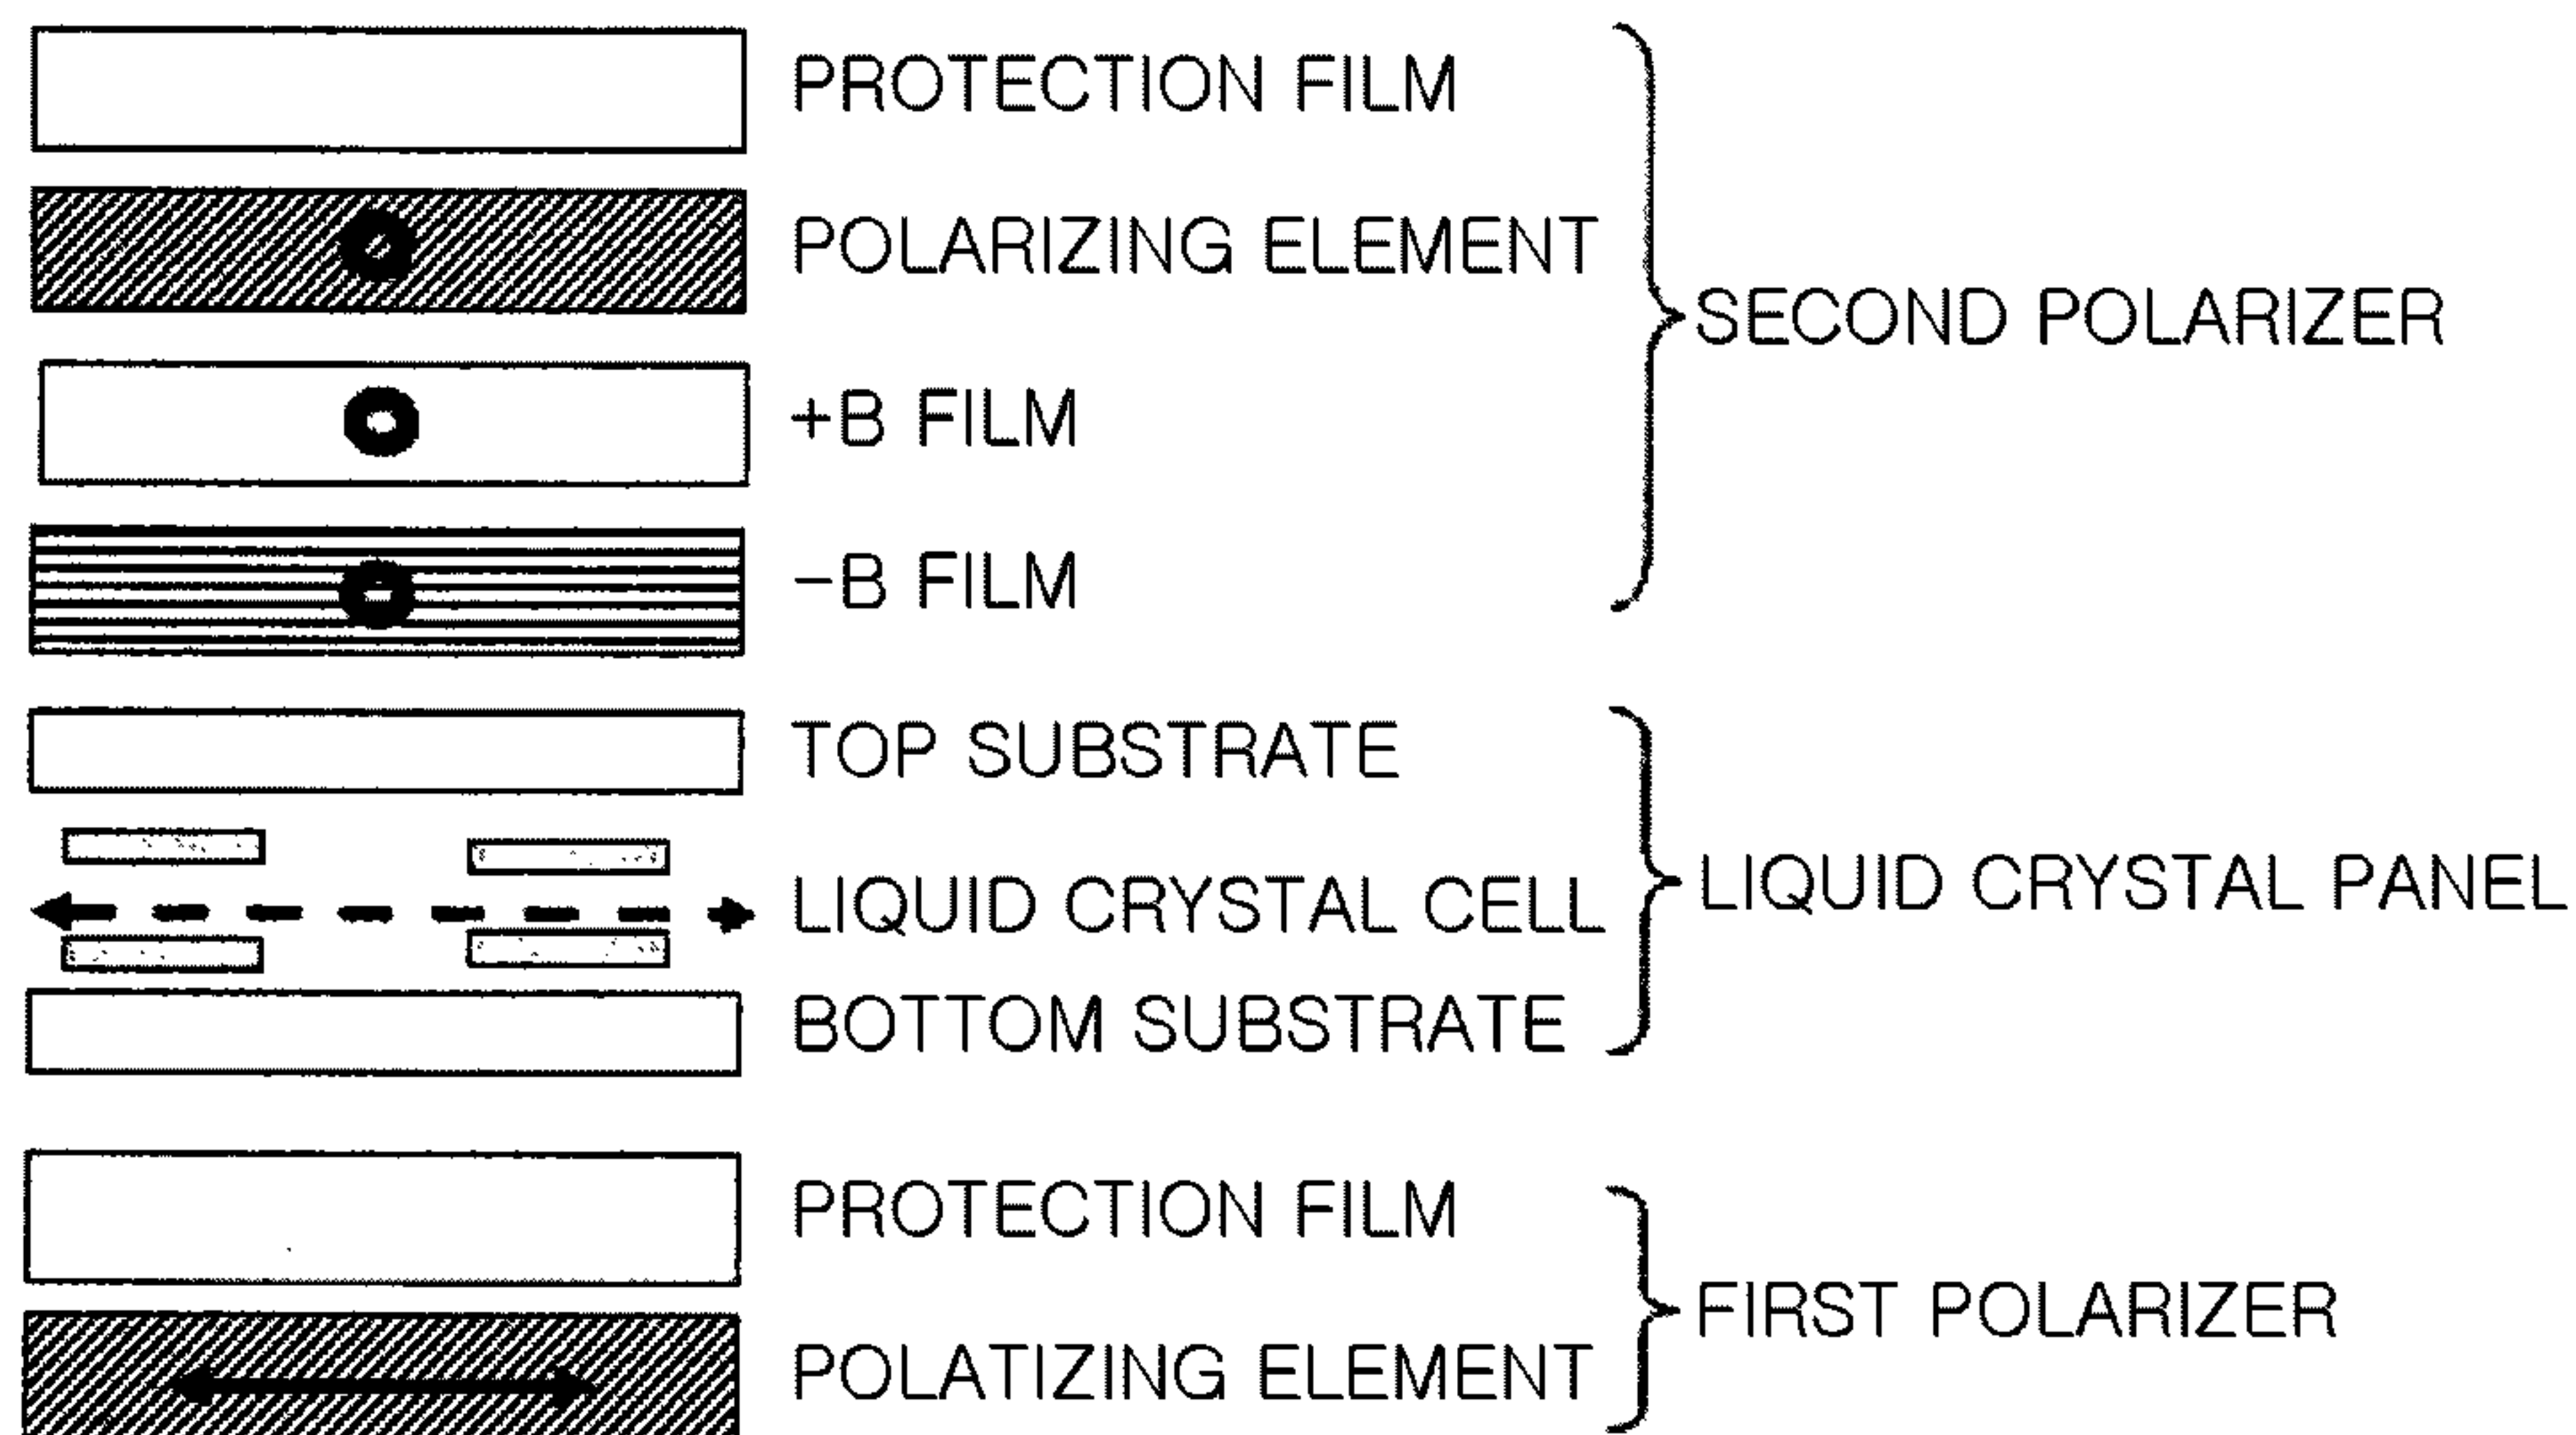 PROTECTION FILM
POLARIZING ELEMENT
SECOND POLARIZER
+B FILM
−B FILM
TOP SUBSTRATE
LIQUID CRYSTAL CELL
LIQUID CRYSTAL PANEL
BOTTOM SUBSTRATE
PROTECTION FILM
FIRST POLARIZER
POLATIZING ELEMENT